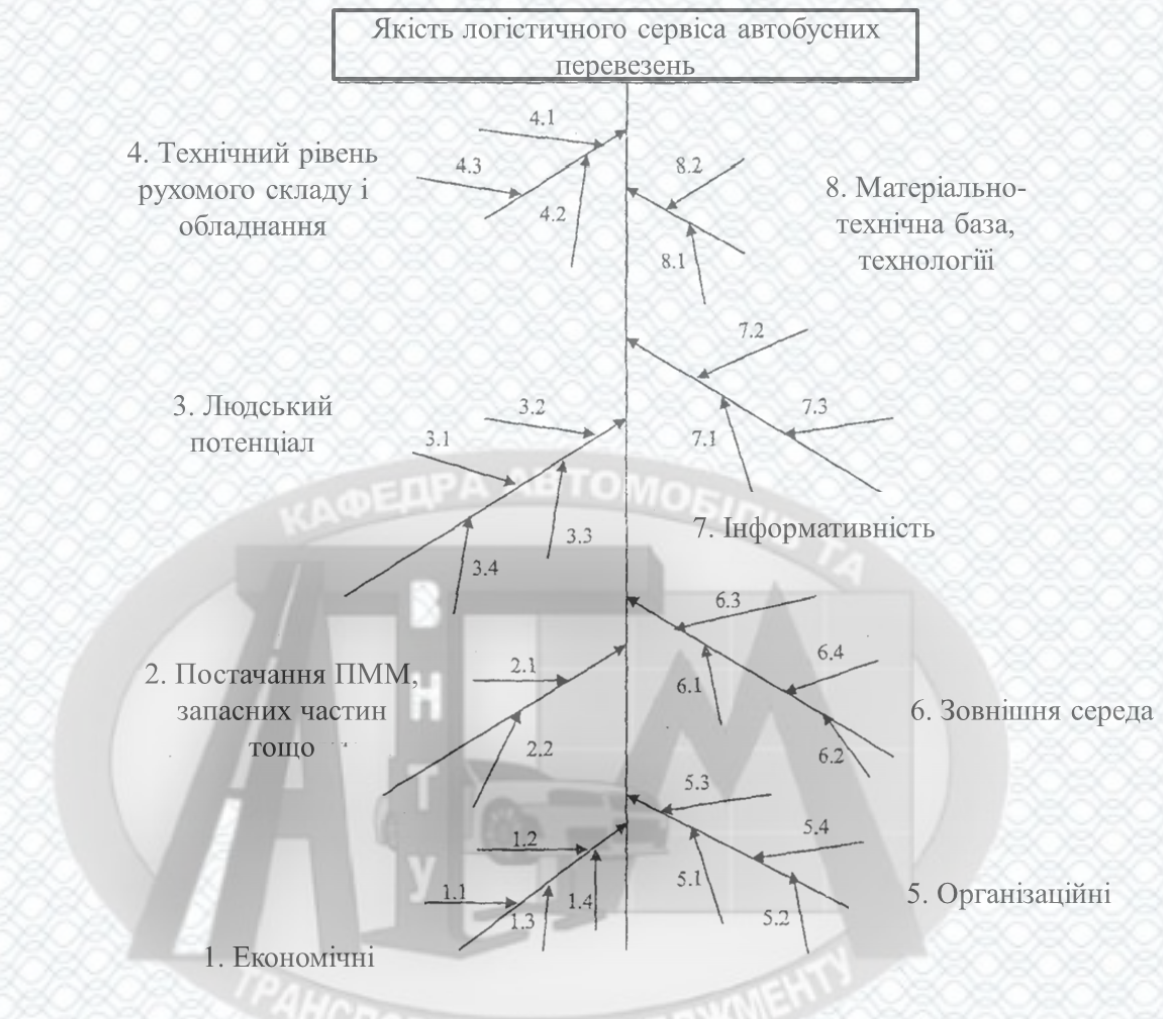 Якість логістичного сервіса автобусних
перевезень
4.1
4. Технічний рівень
рухомого складу і
обладнання
4.3
4.2
8.2
8.1
8. Матеріально-
технічна база,
технологіїї
7.2
7.3
7.1
3. Людський
потенціал
3.2
3.1
3.3
3.4
7. Інформативність
КАФЕДРА АВТОМОБІЛІВ ТА
В
Н
Т
У
6.3
6.4
6.1
6.2
6. Зовнішня середа
2. Постачання ПММ,
запасних частин
тощо
2.1
2.2
5.3
5.4
5.1
5.2
5. Організаційні
1.2
1.1
1.3
1.4
1. Економічні